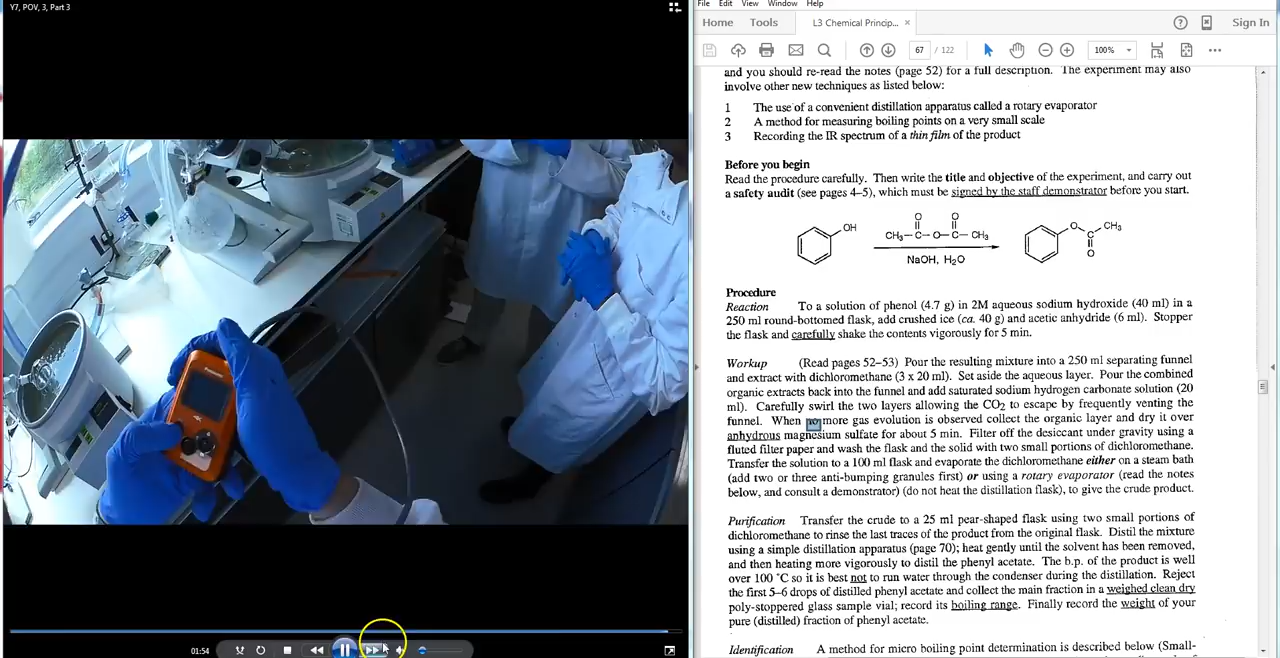 Y7, POV, 3, Part 3
File Edit View Window Help
Home Tools L3 Chemical Princip... × Sign In
67 / 122 100%
and you should re-read the notes (page 52) for a full description. The experiment may also
involve other new techniques as listed below:
1 The use of a convenient distillation apparatus called a rotary evaporator
2 A method for measuring boiling points on a very small scale
3 Recording the IR spectrum of a thin film of the product
Before you begin
Read the procedure carefully. Then write the title and objective of the experiment, and carry out
a safety audit (see pages 4–5), which must be signed by the staff demonstrator before you start.
OH
O O
CH₃—C—O—C—CH₃
NaOH, H₂O
O C CH₃
O
Procedure
Reaction To a solution of phenol (4.7 g) in 2M aqueous sodium hydroxide (40 ml) in a
250 ml round-bottomed flask, add crushed ice (ca. 40 g) and acetic anhydride (6 ml). Stopper
the flask and carefully shake the contents vigorously for 5 min.
Workup (Read pages 52–53) Pour the resulting mixture into a 250 ml separating funnel
and extract with dichloromethane (3 x 20 ml). Set aside the aqueous layer. Pour the combined
organic extracts back into the funnel and add saturated sodium hydrogen carbonate solution (20
ml). Carefully swirl the two layers allowing the CO₂ to escape by frequently venting the
funnel. When no more gas evolution is observed collect the organic layer and dry it over
anhydrous magnesium sulfate for about 5 min. Filter off the desiccant under gravity using a
fluted filter paper and wash the flask and the solid with two small portions of dichloromethane.
Transfer the solution to a 100 ml flask and evaporate the dichloromethane either on a steam bath
(add two or three anti-bumping granules first) or using a rotary evaporator (read the notes
below, and consult a demonstrator) (do not heat the distillation flask), to give the crude product.
Purification Transfer the crude to a 25 ml pear-shaped flask using two small portions of
dichloromethane to rinse the last traces of the product from the original flask. Distil the mixture
using a simple distillation apparatus (page 70); heat gently until the solvent has been removed,
and then heating more vigorously to distil the phenyl acetate. The b.p. of the product is well
over 100 °C so it is best not to run water through the condenser during the distillation. Reject
the first 5–6 drops of distilled phenyl acetate and collect the main fraction in a weighed clean dry
poly-stoppered glass sample vial; record its boiling range. Finally record the weight of your
pure (distilled) fraction of phenyl acetate.
Identification A method for micro boiling point determination is described below (Small-
01:54